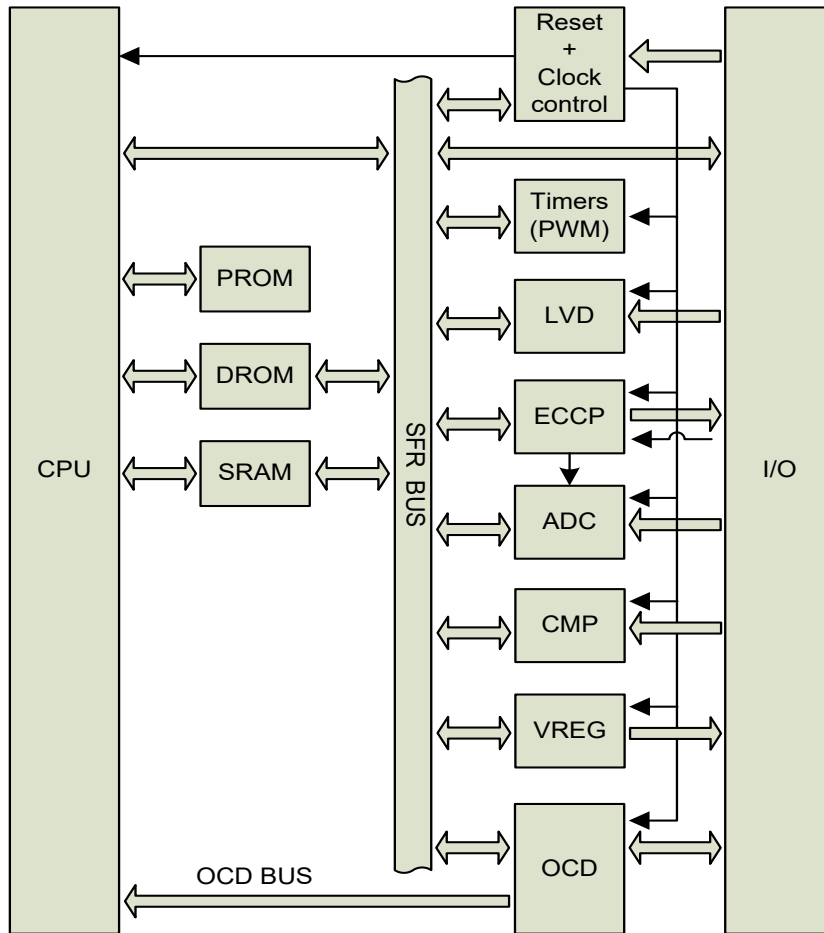 Reset
+
Clock
control
Timers
(PWM)
PROM
LVD
DROM
ECCP
CPU
SRAM
SFR BUS
I/O
ADC
CMP
VREG
OCD BUS
OCD